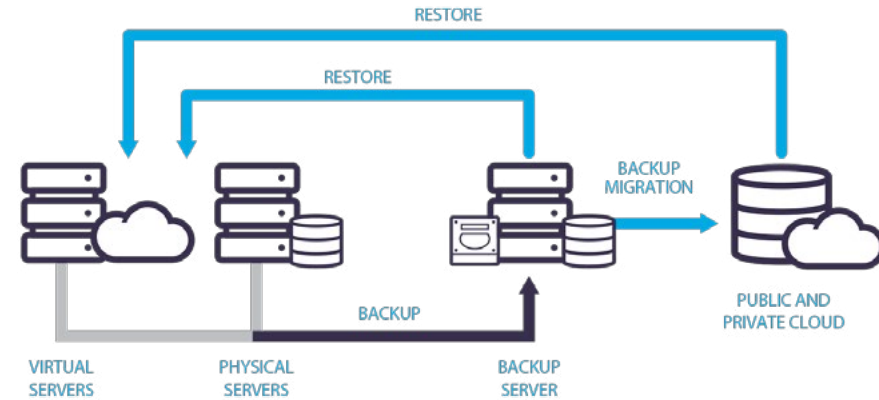 RESTORE
RESTORE
BACKUP
MIGRATION
BACKUP
PUBLIC AND
PRIVATE CLOUD
VIRTUAL
SERVERS
PHYSICAL
SERVERS
BACKUP
SERVER